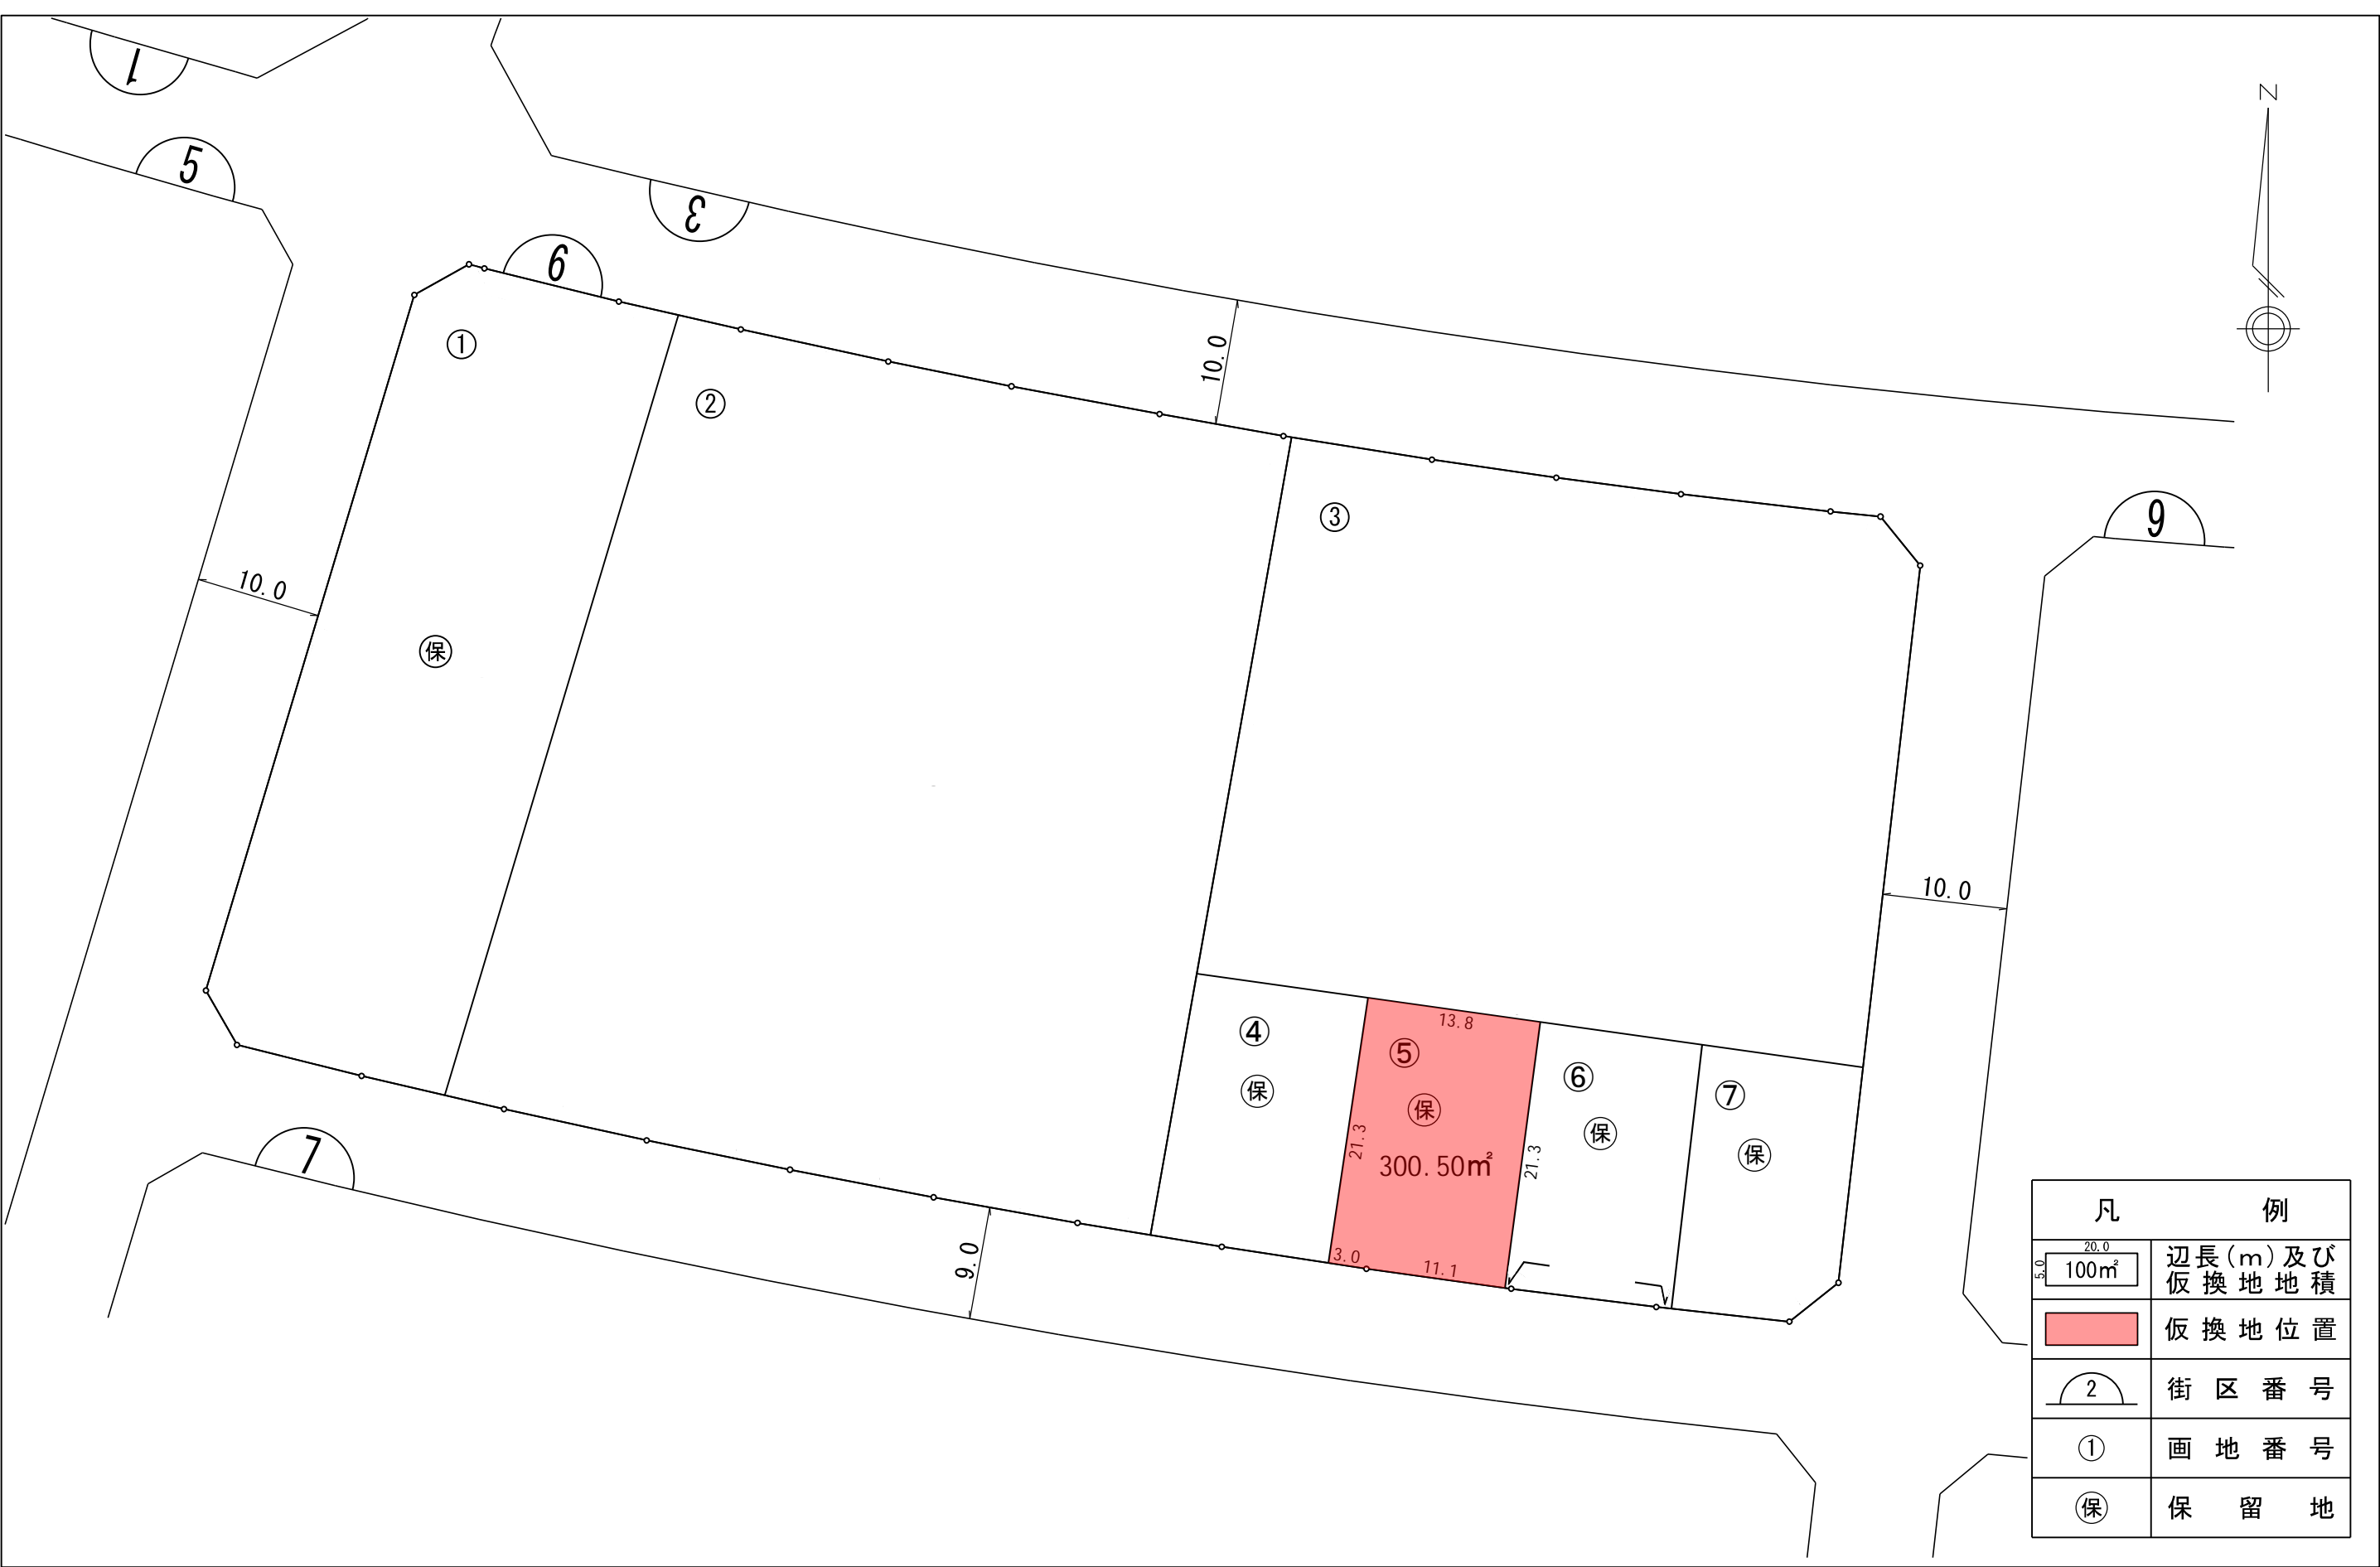 1
N
5
3
6
①
②
10.0
③
9
10.0
保
10.0
④
保
13.8
⑤
保
21.3
300.50㎡
21.3
3.0
11.1
⑥
保
⑦
保
7
9.0
凡例
20.0
5.0
100㎡
辺長(m)及び
仮換地地積
仮換地位置
2
街区番号
①
画地番号
保
保留地